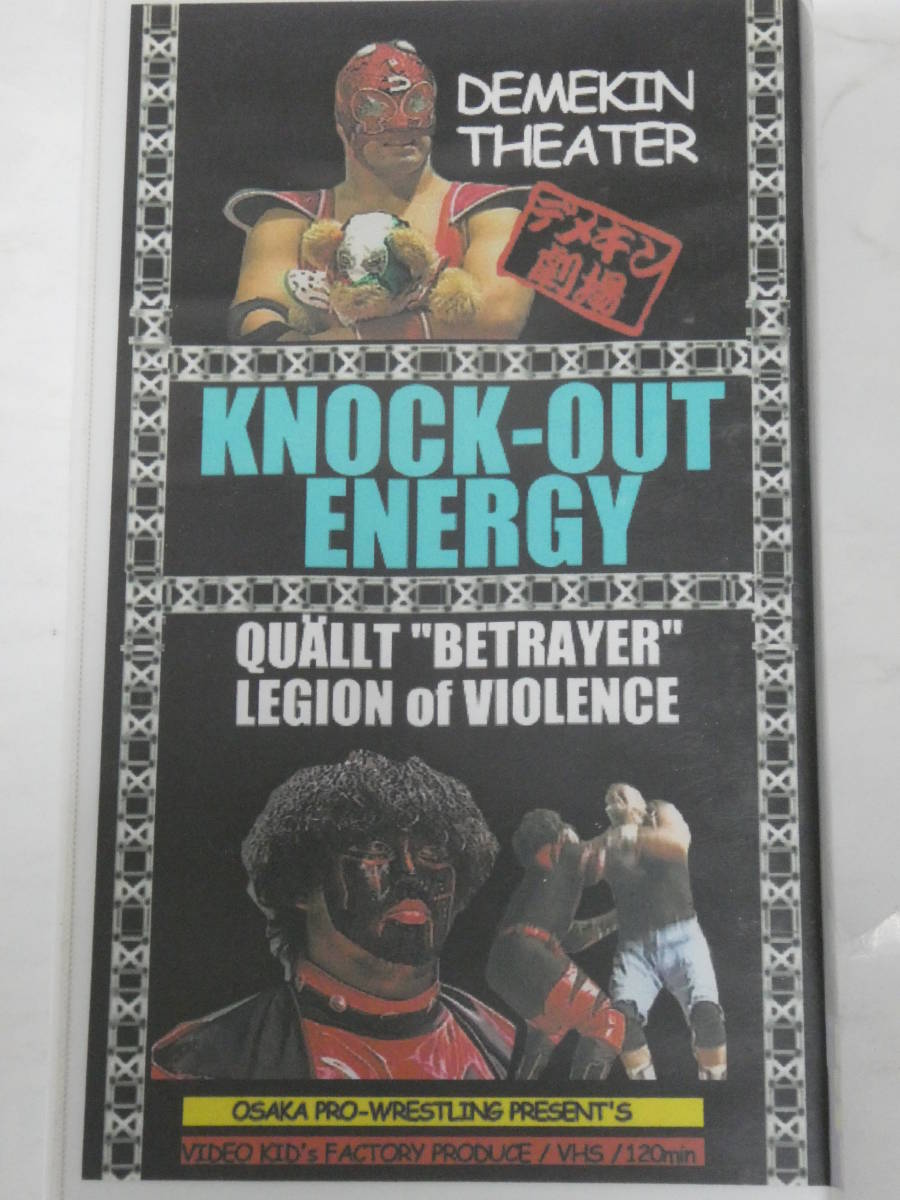 DEMEKIN
THEATER
デメキン
劇場
KNOCK-OUT
ENERGY
QUÄLLT "BETRAYER"
LEGION of VIOLENCE
OSAKA PRO-WRESTLING PRESENT'S
VIDEO KID's FACTORY PRODUCE / VHS / 120min